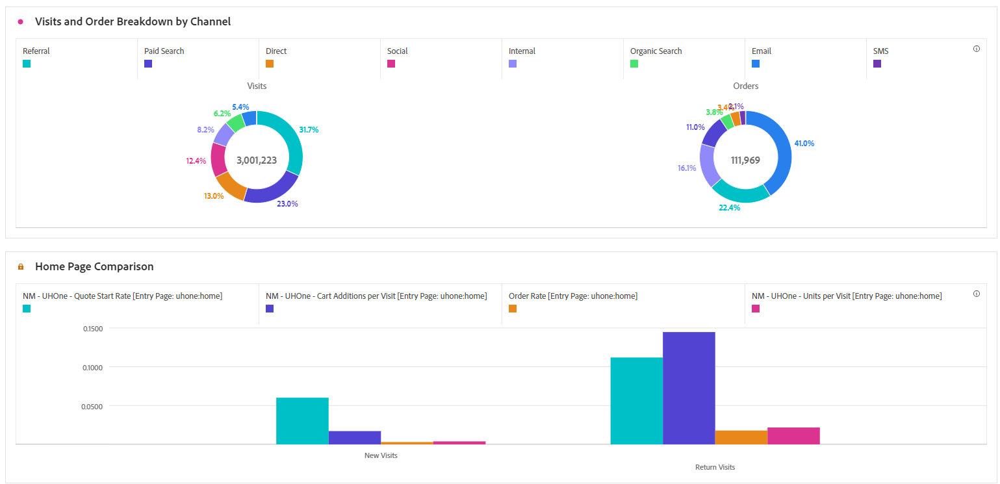 Visits and Order Breakdown by Channel
Referral
Paid Search
Direct
Social
Internal
Organic Search
Email
SMS
Visits
Orders
5.4%
6.2%
8.2%
31.7%
12.4%
3,001,223
13.0%
23.0%
3.4%
2.1%
3.8%
11.0%
41.0%
16.1%
111,969
22.4%
Home Page Comparison
NM - UHOne - Quote Start Rate [Entry Page: uhone:home]
NM - UHOne - Cart Additions per Visit [Entry Page: uhone:home]
Order Rate [Entry Page: uhone:home]
NM - UHOne - Units per Visit [Entry Page: uhone:home]
0.1500
0.1000
0.0500
New Visits
Return Visits